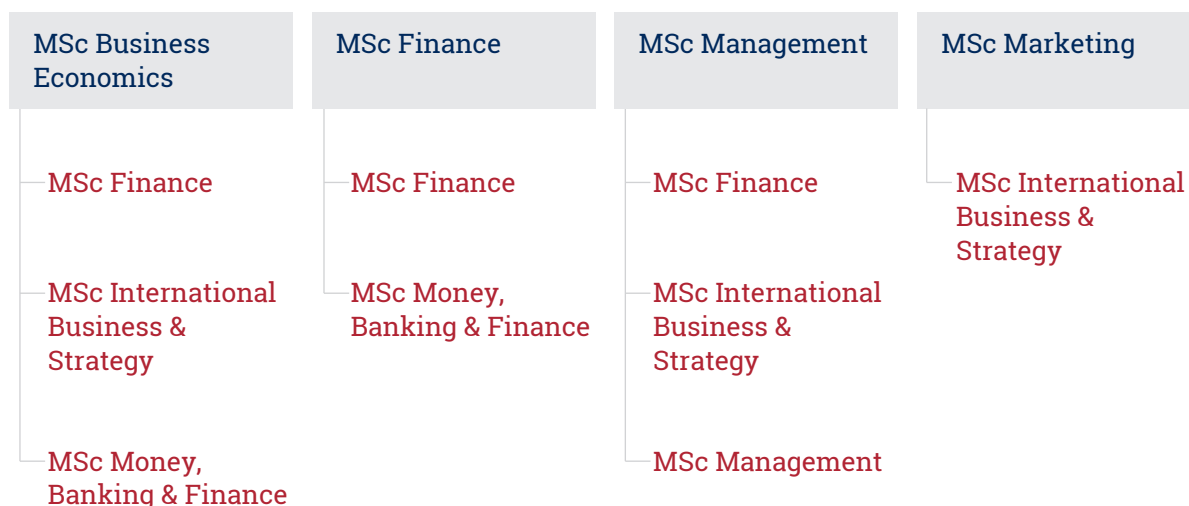 MSc Business
Economics
MSc Finance
MSc International
Business &
Strategy
MSc Money,
Banking & Finance
MSc Finance
MSc Finance
MSc Money,
Banking & Finance
MSc Management
MSc Finance
MSc International
Business &
Strategy
MSc Management
MSc Marketing
MSc International
Business &
Strategy